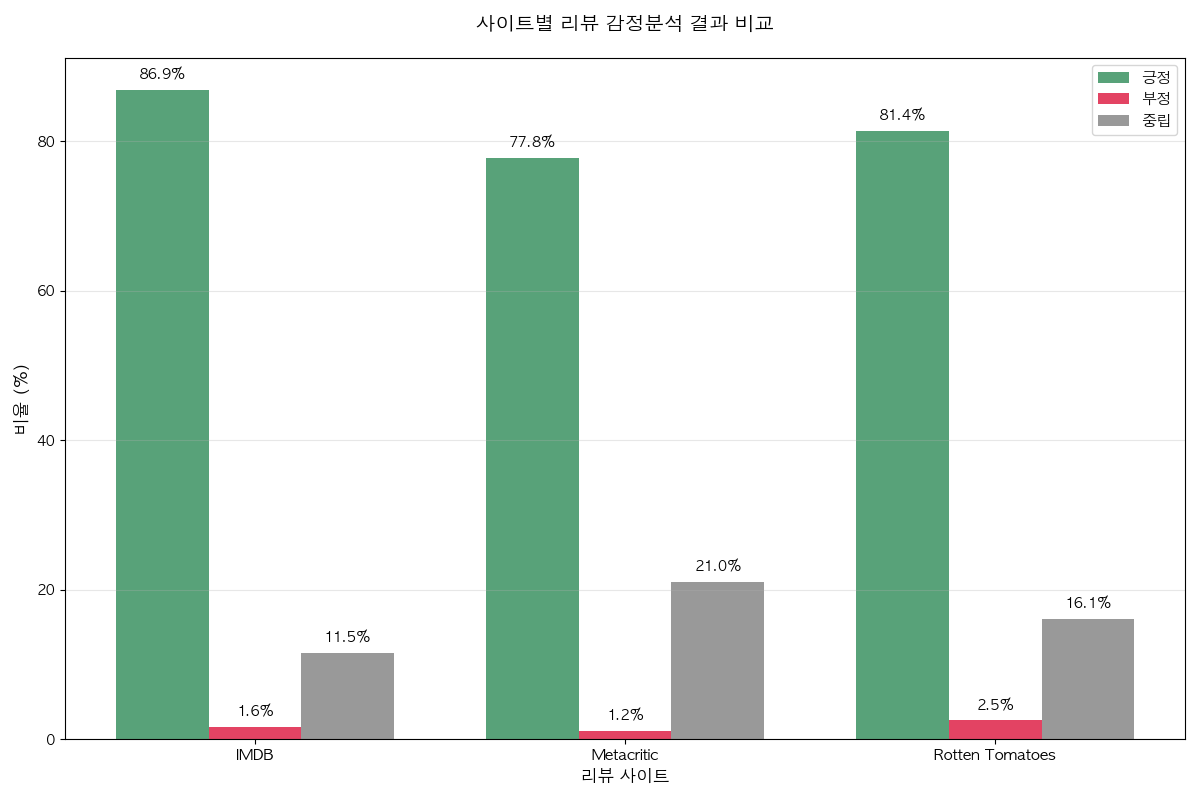 사이트별 리뷰 감정분석 결과 비교
긍정
부정
중립
86.9%
77.8%
81.4%
1.6%
1.2%
2.5%
11.5%
21.0%
16.1%
80
60
40
20
0
비율 (%)
IMDB Metacritic Rotten Tomatoes
리뷰 사이트